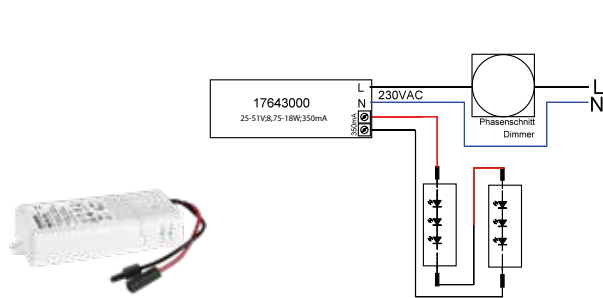 L
17643000
N
230VAC
25-51V;8,75-18W;350mA
350mA
Phasenschnitt
Dimmer
L
N